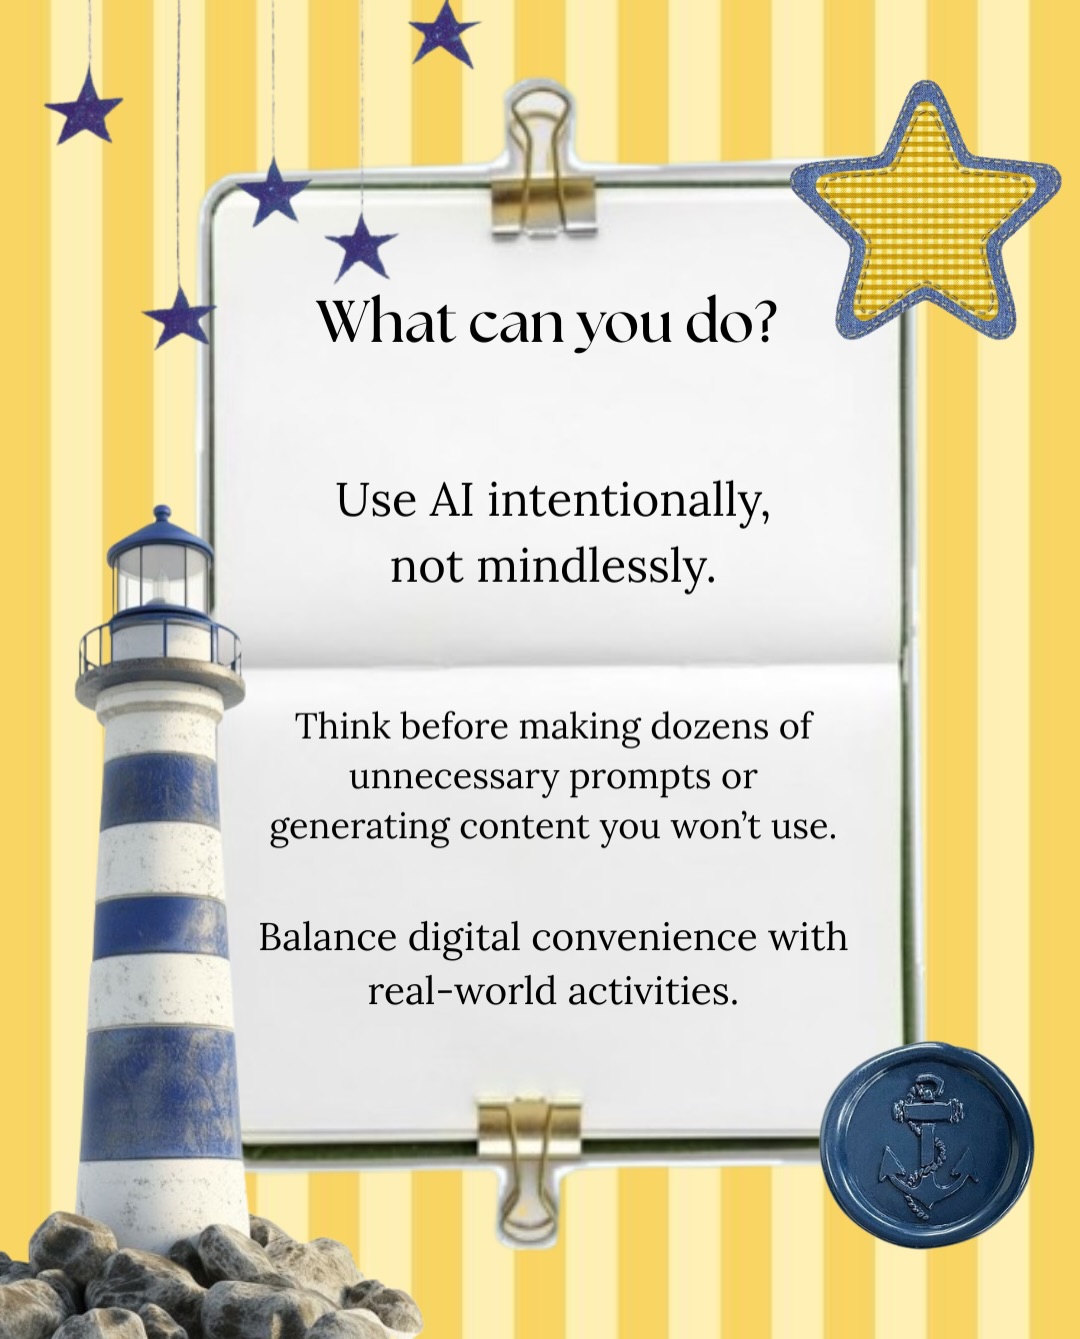 What can you do?
Use AI intentionally,
not mindlessly.
Think before making dozens of
unnecessary prompts or
generating content you won’t use.
Balance digital convenience with
real-world activities.